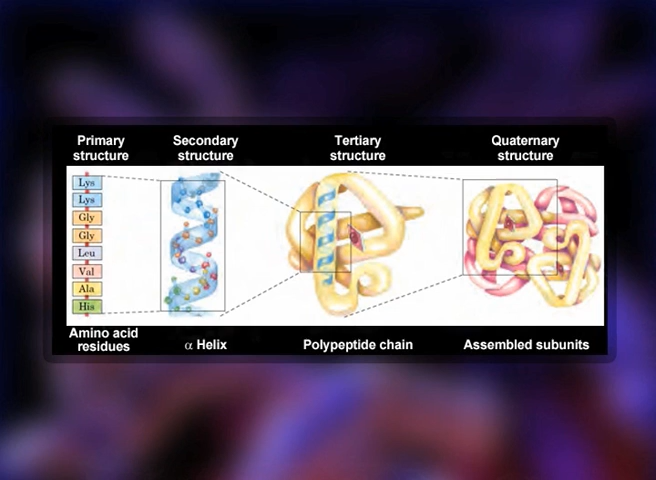 Primary
structure
Secondary
structure
Tertiary
structure
Quaternary
structure
Lys
Lys
Gly
Gly
Leu
Val
Ala
His
Amino acid
residues
α Helix
Polypeptide chain
Assembled subunits